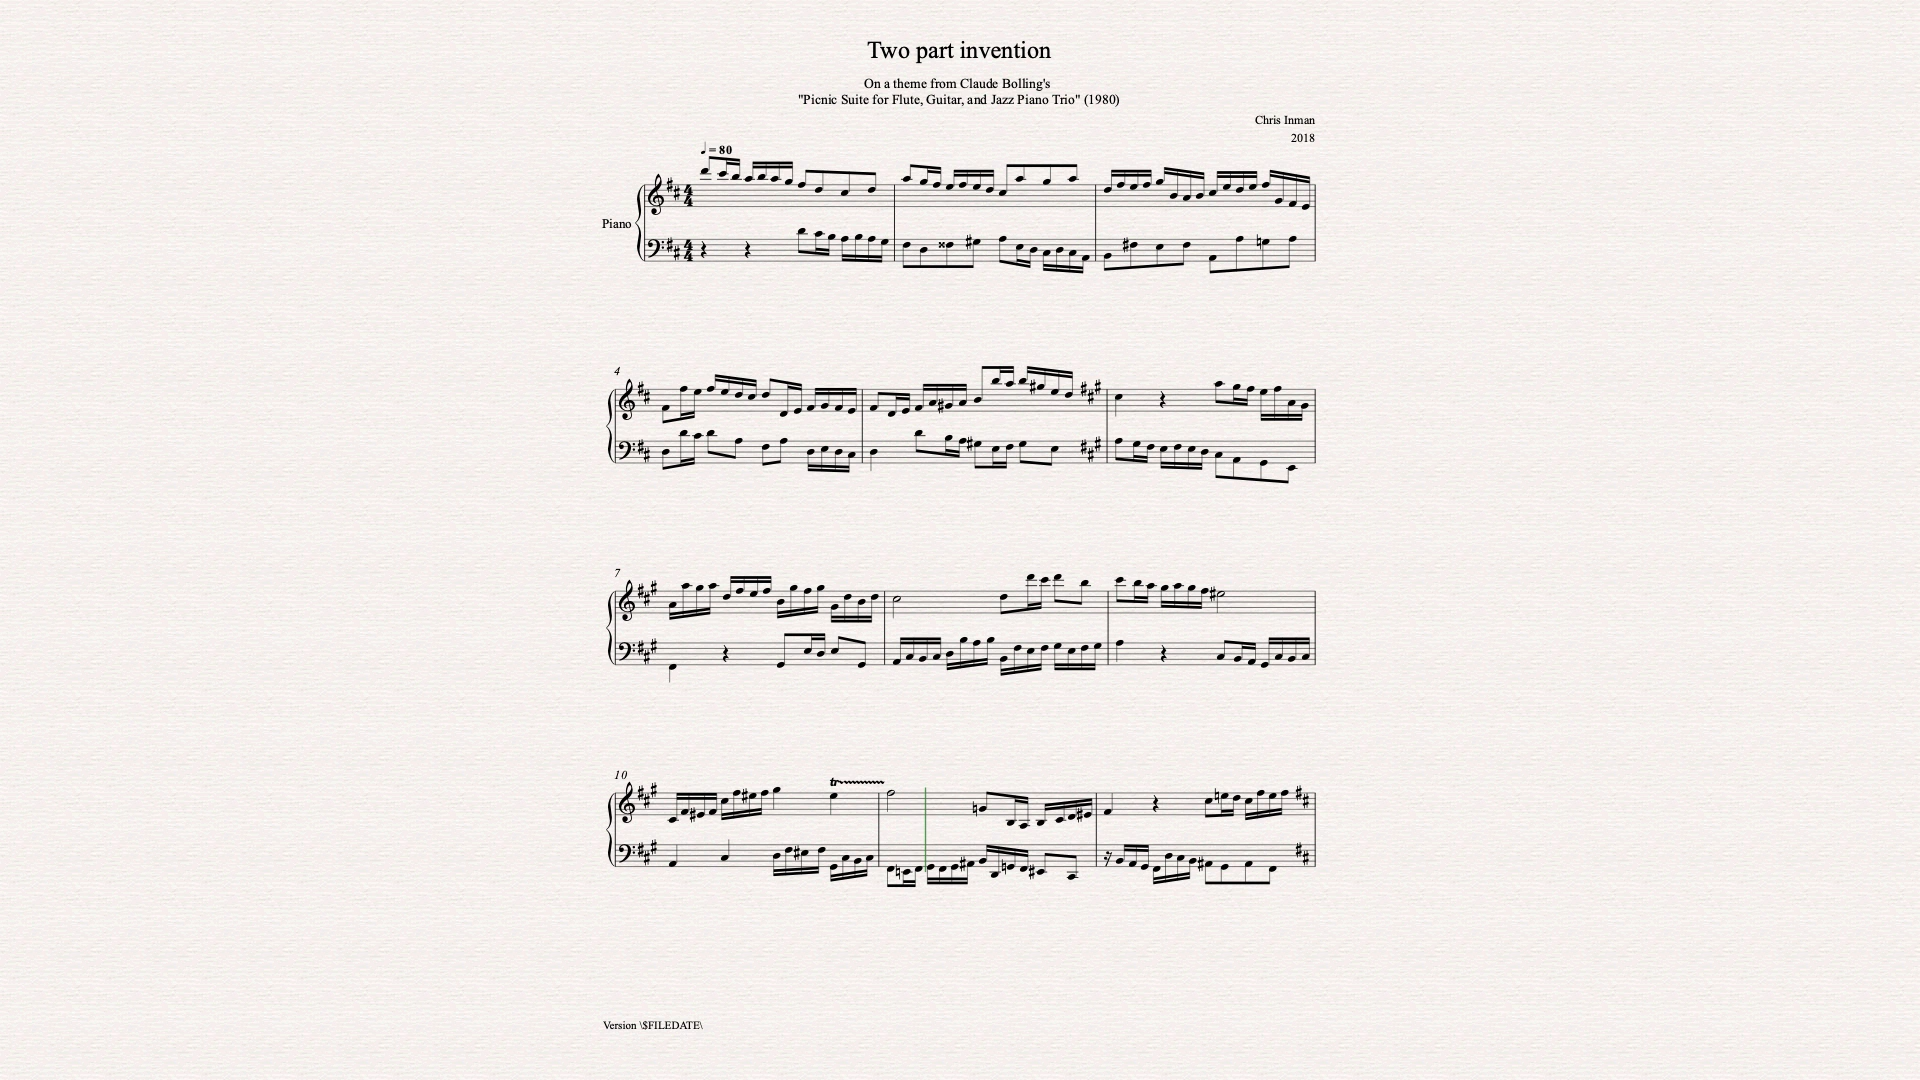 Two part invention
On a theme from Claude Bolling's
"Picnic Suite for Flute, Guitar, and Jazz Piano Trio" (1980)
Chris Inman
2018
= 80
Piano
4
7
10
tr
Version \$FILEDATE\